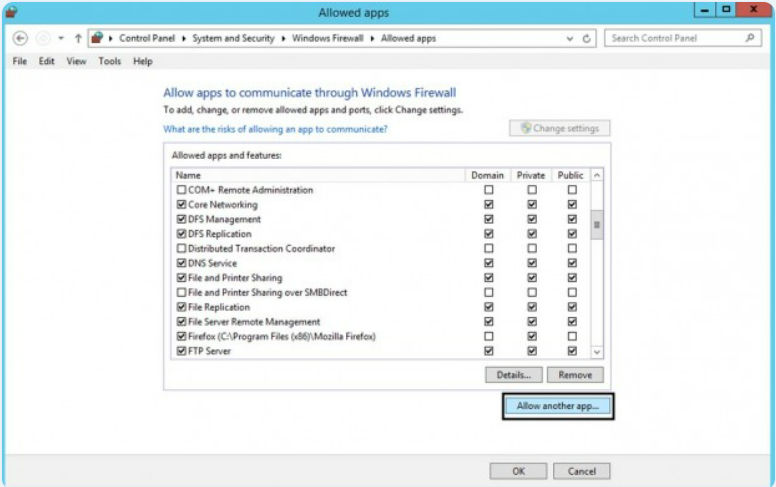 Allowed apps
Control Panel System and Security Windows Firewall Allowed apps Search Control Panel
File Edit View Tools Help
Allow apps to communicate through Windows Firewall
To add, change, or remove allowed apps and ports, click Change settings.
What are the risks of allowing an app to communicate? Change settings
Allowed apps and features:
Name Domain Private Public
COM+ Remote Administration
Core Networking
DFS Management
DFS Replication
Distributed Transaction Coordinator
DNS Service
File and Printer Sharing
File and Printer Sharing over SMBDirect
File Replication
File Server Remote Management
Firefox (C:\Program Files (x86)\Mozilla Firefox)
FTP Server
Details... Remove
Allow another app...
OK Cancel